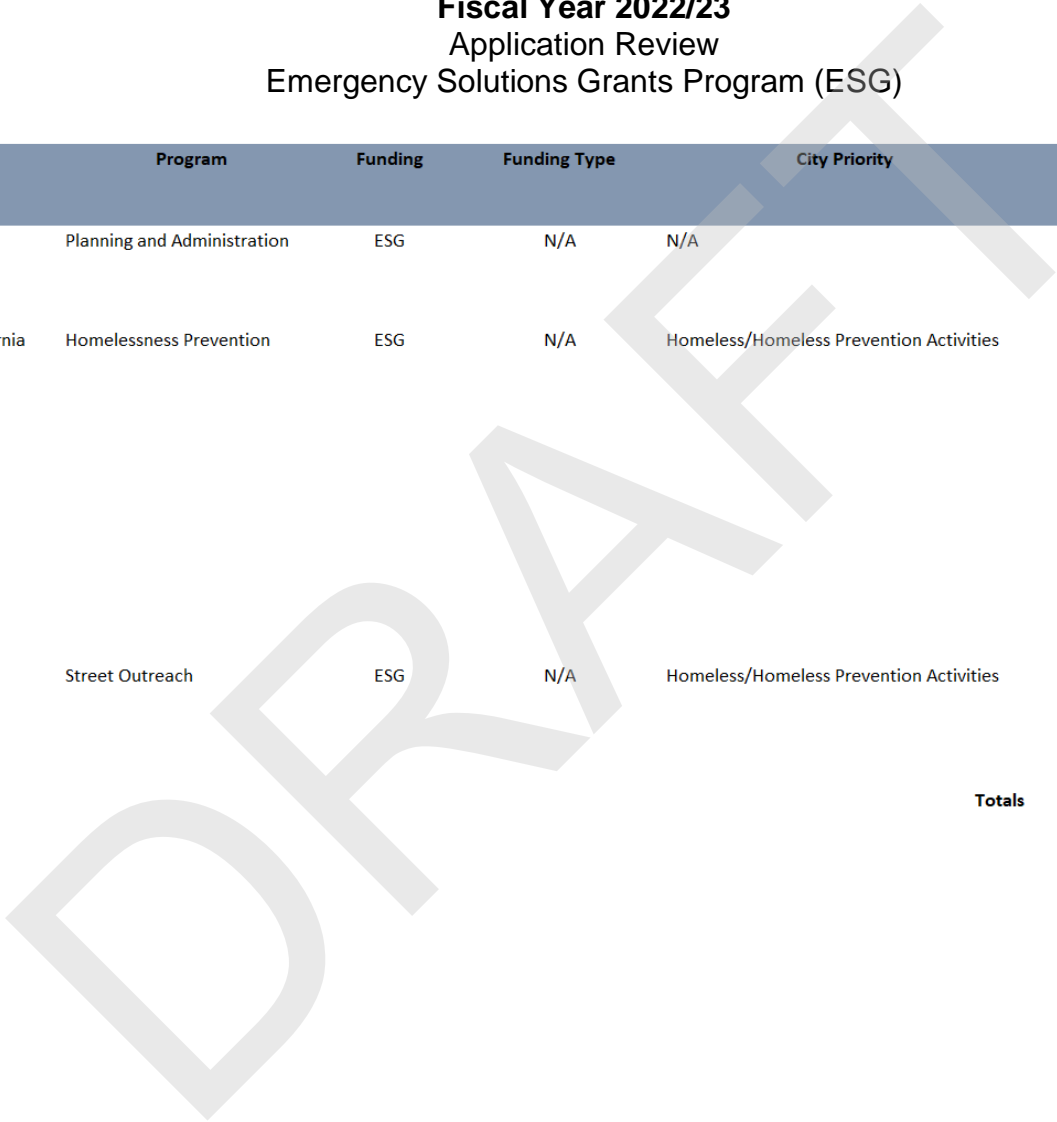 Fiscal Year 2022/23
Application Review
Emergency Solutions Grants Program (ESG)
Program Funding Funding Type City Priority
Planning and Administration ESG N/A N/A
rnia Homelessness Prevention ESG N/A Homeless/Homeless Prevention Activities
Street Outreach ESG N/A Homeless/Homeless Prevention Activities
Totals
DRAFT